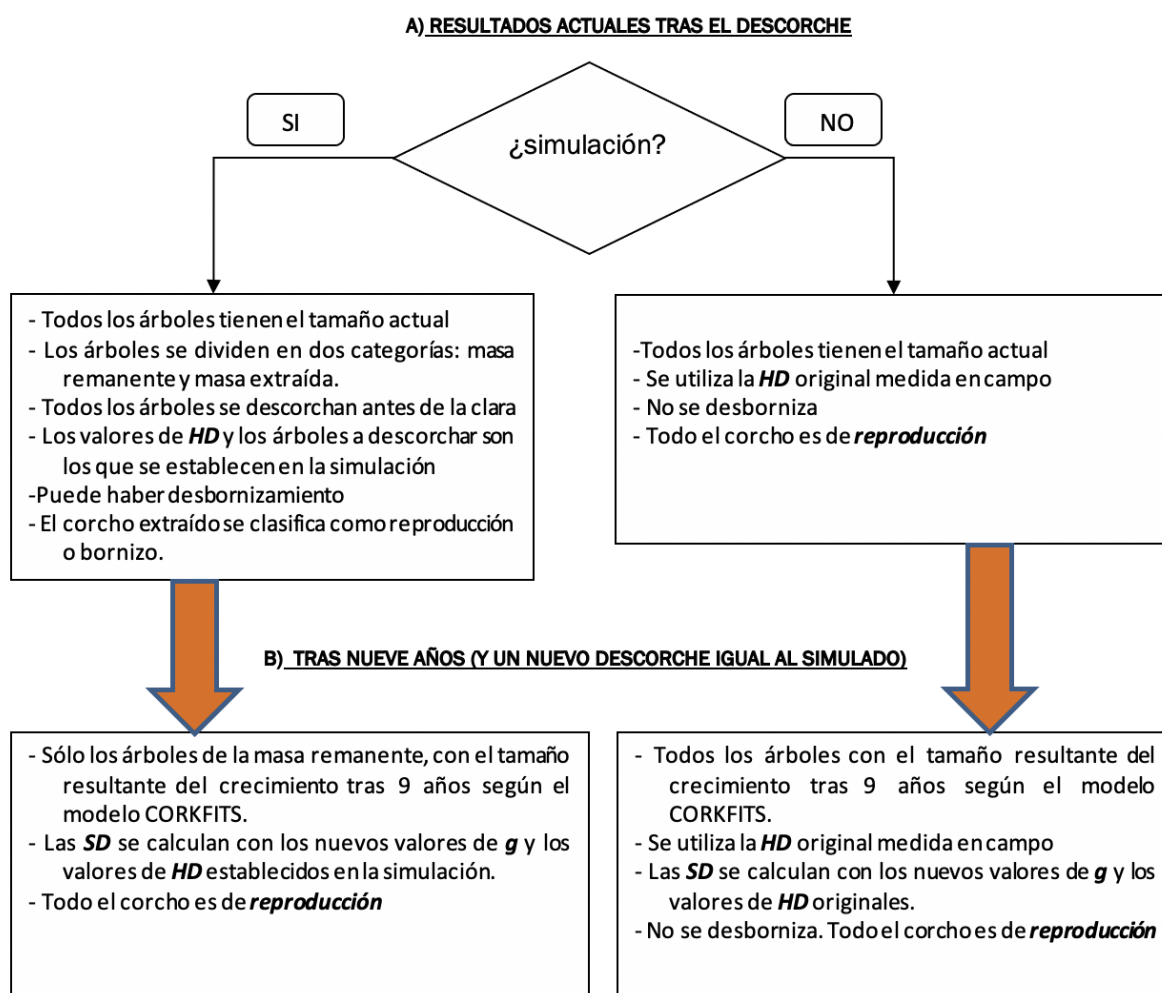 A) RESULTADOS ACTUALES TRAS EL DESCORCHE
SI
¿simulación?
NO
- Todos los árboles tienen el tamaño actual
- Los árboles se dividen en dos categorías: masa
remanente y masa extraída.
- Todos los árboles se descorchan antes de la clara
- Los valores de HD y los árboles a descorchar son
los que se establecen en la simulación
-Puede haber desbornizamiento
- El corcho extraído se clasifica como reproducción
o bornizo.
-Todos los árboles tienen el tamaño actual
- Se utiliza la HD original medida en campo
- No se desborniza
- Todo el corcho es de reproducción
B) TRAS NUEVE AÑOS (Y UN NUEVO DESCORCHE IGUAL AL SIMULADO)
- Sólo los árboles de la masa remanente, con el tamaño
resultante del crecimiento tras 9 años según el
modelo CORKFITS.
- Las SD se calculan con los nuevos valores de g y los
valores de HD establecidos en la simulación.
- Todo el corcho es de reproducción
- Todos los árboles con el tamaño resultante del
crecimiento tras 9 años según el modelo
CORKFITS.
- Se utiliza la HD original medida en campo
- Las SD se calculan con los nuevos valores de g y los
valores de HD originales.
- No se desborniza. Todo el corcho es de reproducción